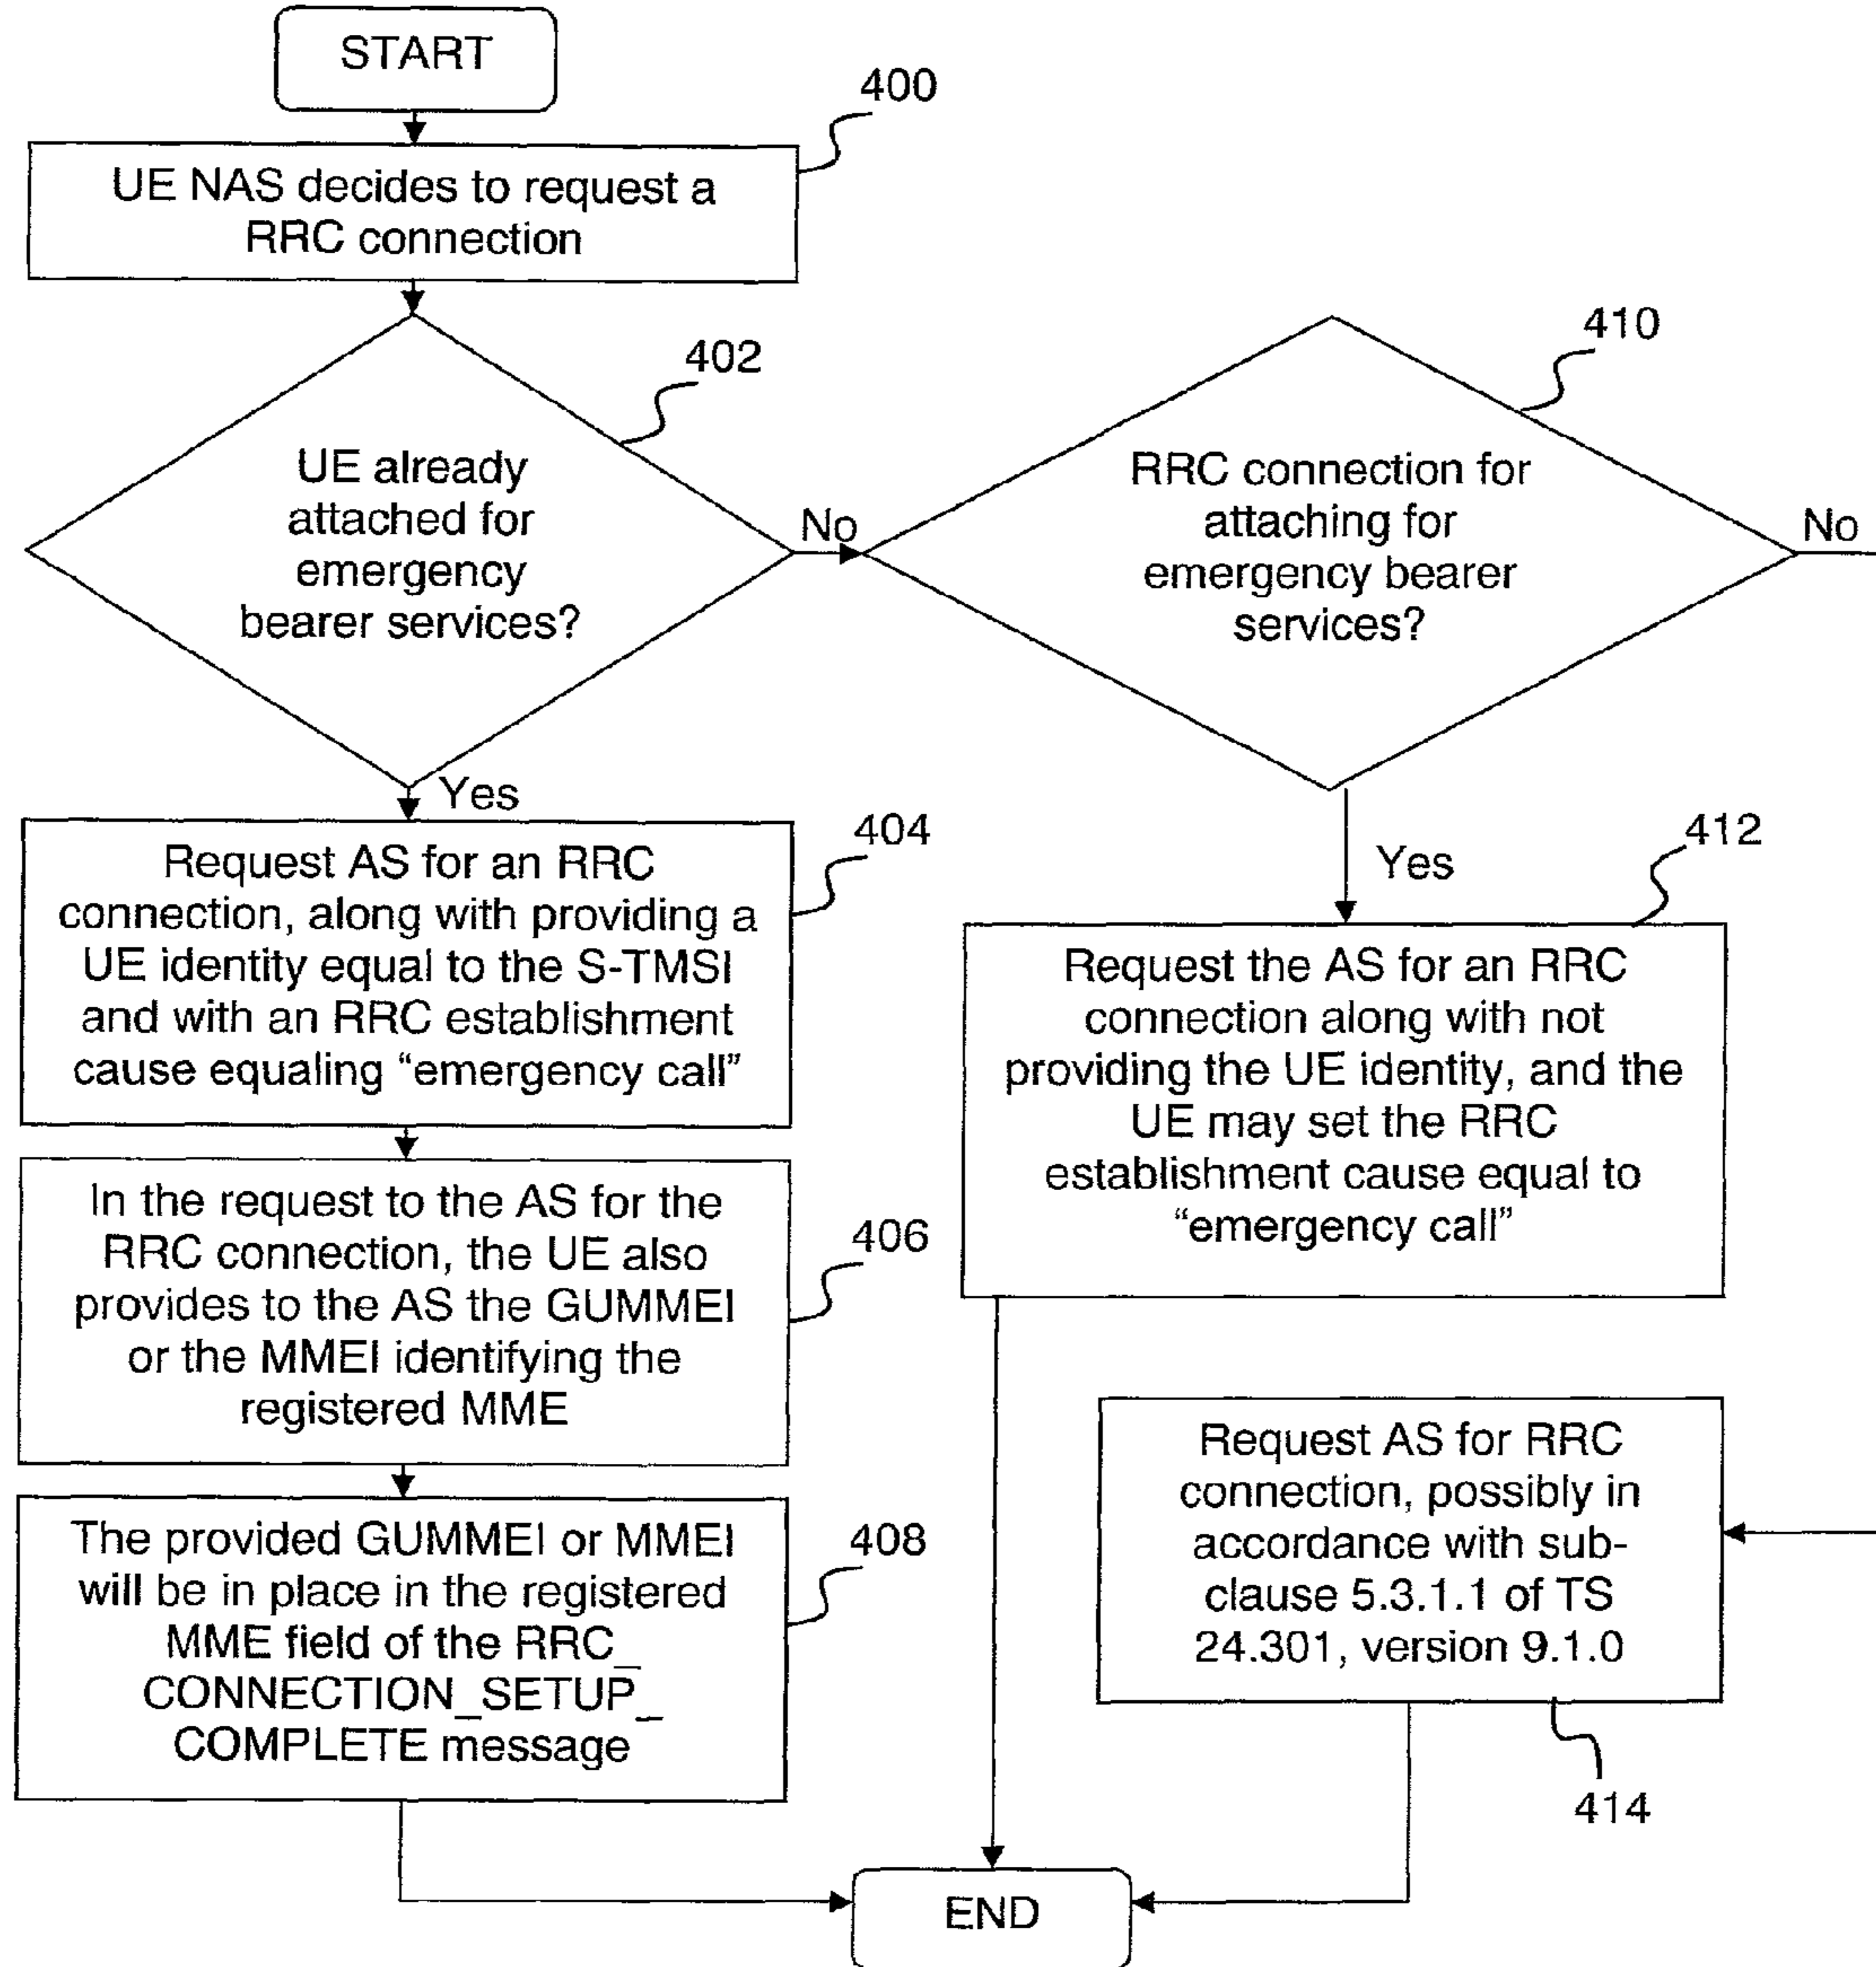 START
400
UE NAS decides to request a
RRC connection
402
UE already
attached for
emergency
bearer services?
No
410
RRC connection for
attaching for
emergency bearer
services?
No
Yes
404
Request AS for an RRC
connection, along with providing a
UE identity equal to the S-TMSI
and with an RRC establishment
cause equaling “emergency call”
406
In the request to the AS for the
RRC connection, the UE also
provides to the AS the GUMMEI
or the MMEI identifying the
registered MME
408
The provided GUMMEI or MMEI
will be in place in the registered
MME field of the RRC_
CONNECTION_SETUP_
COMPLETE message
Yes
412
Request the AS for an RRC
connection along with not
providing the UE identity, and the
UE may set the RRC
establishment cause equal to
“emergency call”
Request AS for RRC
connection, possibly in
accordance with sub-
clause 5.3.1.1 of TS
24.301, version 9.1.0
414
END